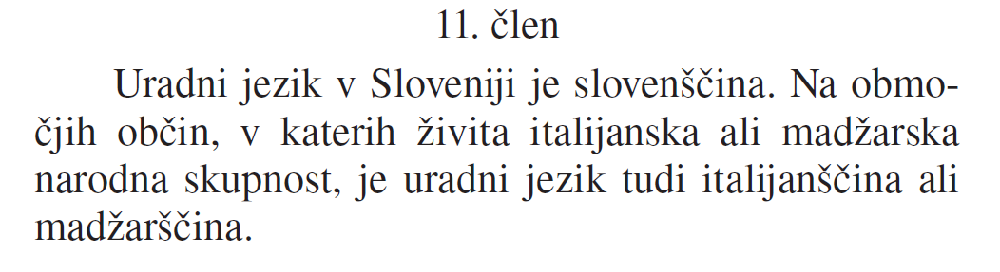 11. člen
Uradni jezik v Sloveniji je slovenščina. Na obmo-
čjih občin, v katerih živita italijanska ali madžarska
narodna skupnost, je uradni jezik tudi italijanščina ali
madžarščina.